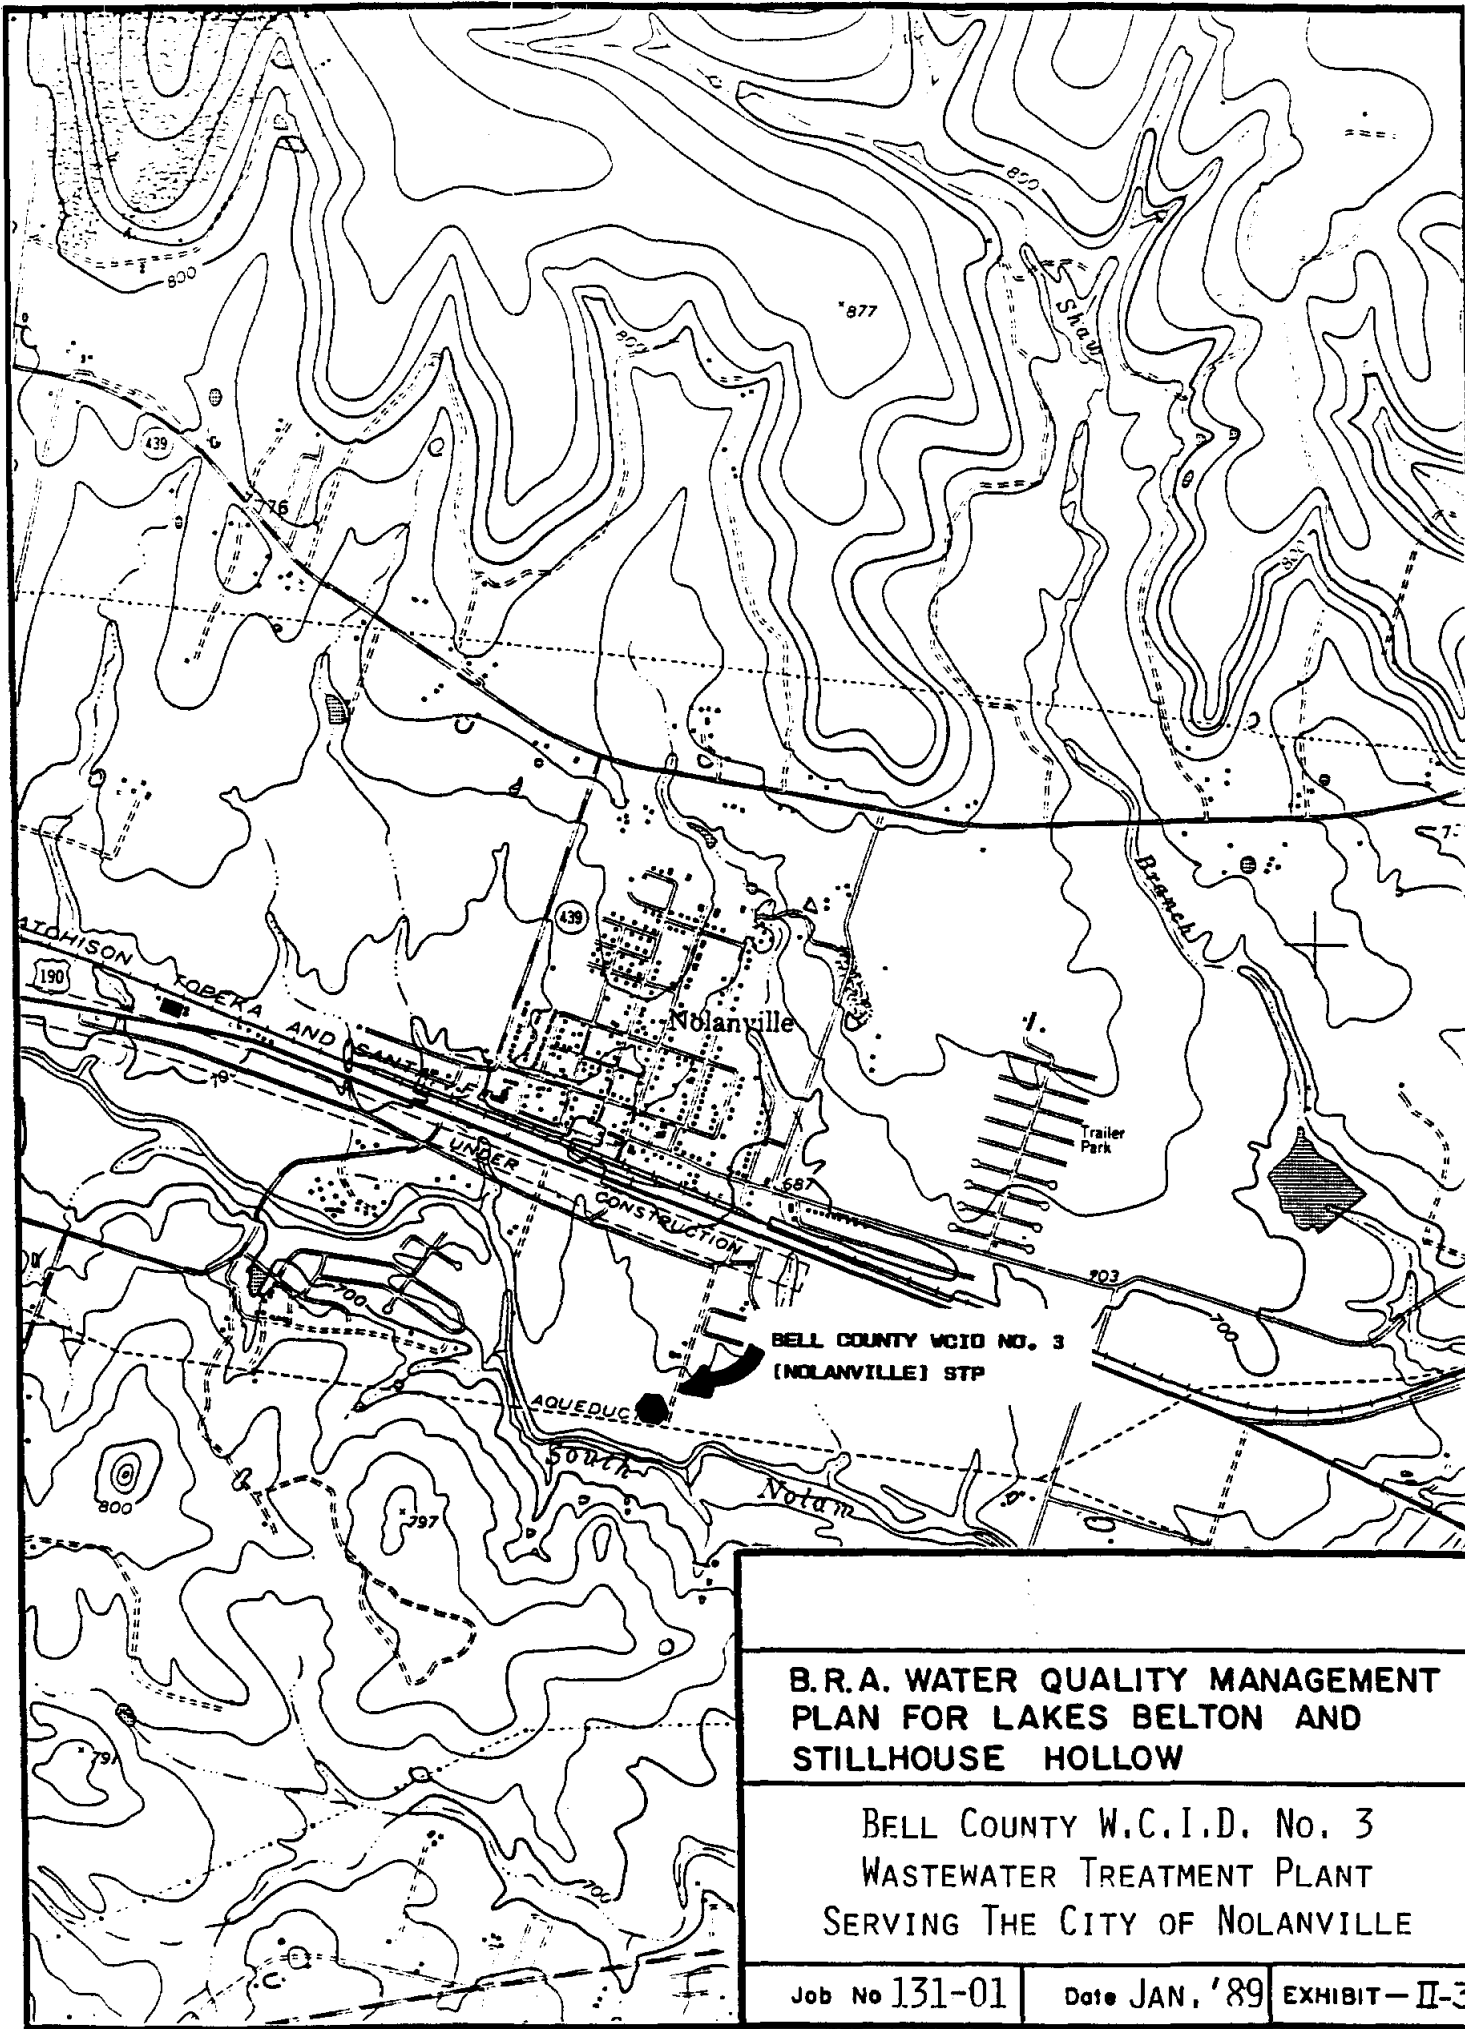 800
800
×877
800
Shaw
439
776
800
Branch
439
ATCHISON TOPEKA AND SANTA FE
190
Nolanville
Trailer
Park
687
UNDER CONSTRUCTION
903
700
700
BELL COUNTY WCID NO. 3
[NOLANVILLE] STP
AQUEDUC
South Nolan
800
×797
×791
700
B.R.A. WATER QUALITY MANAGEMENT
PLAN FOR LAKES BELTON AND
STILLHOUSE HOLLOW
BELL COUNTY W.C.I.D. No. 3
WASTEWATER TREATMENT PLANT
SERVING THE CITY OF NOLANVILLE
Job No 131-01
Date JAN. '89
EXHIBIT-II-3